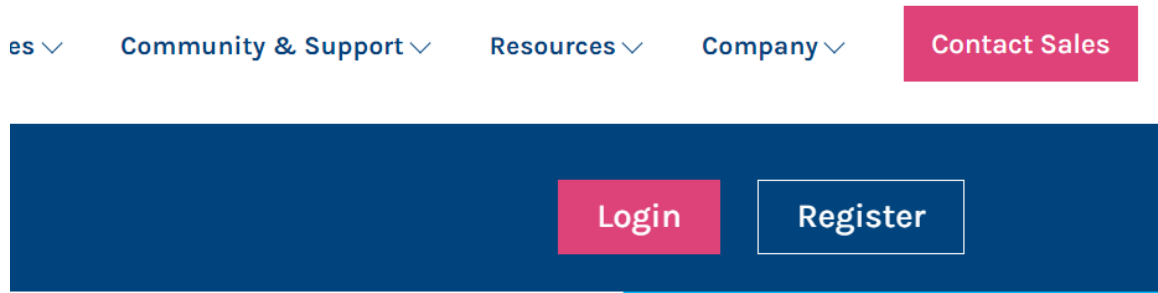 es Community & Support Resources Company Contact Sales
Login Register